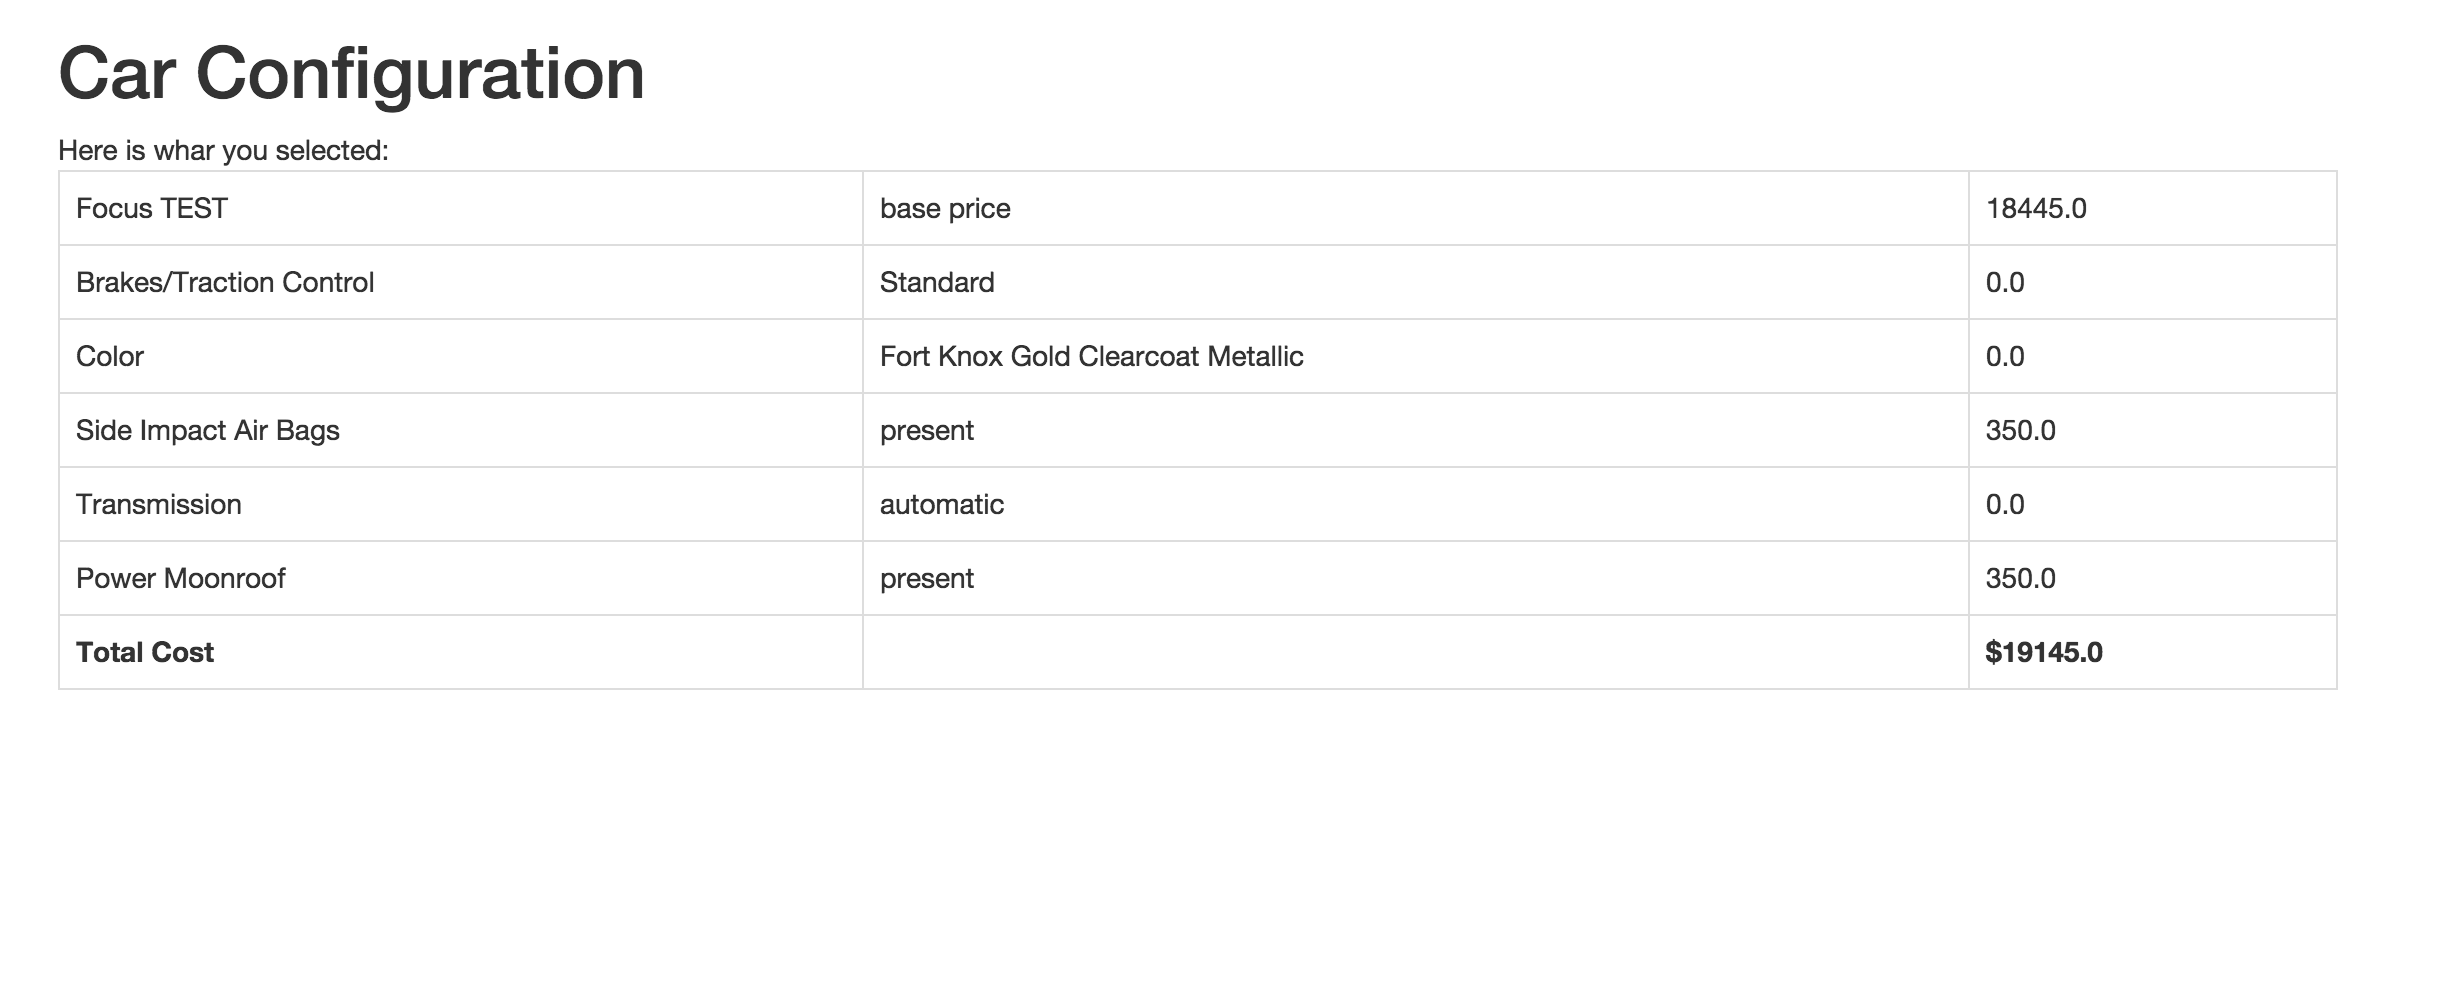 Car Configuration
Here is whar you selected:
Focus TEST base price 18445.0
Brakes/Traction Control Standard 0.0
Color Fort Knox Gold Clearcoat Metallic 0.0
Side Impact Air Bags present 350.0
Transmission automatic 0.0
Power Moonroof present 350.0
Total Cost $19145.0